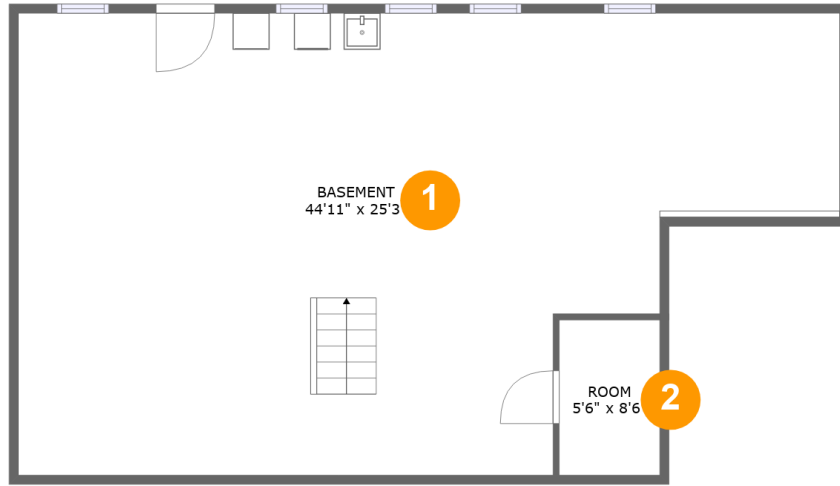 BASEMENT
44'11" x 25'3
1
ROOM
5'6" x 8'6
2